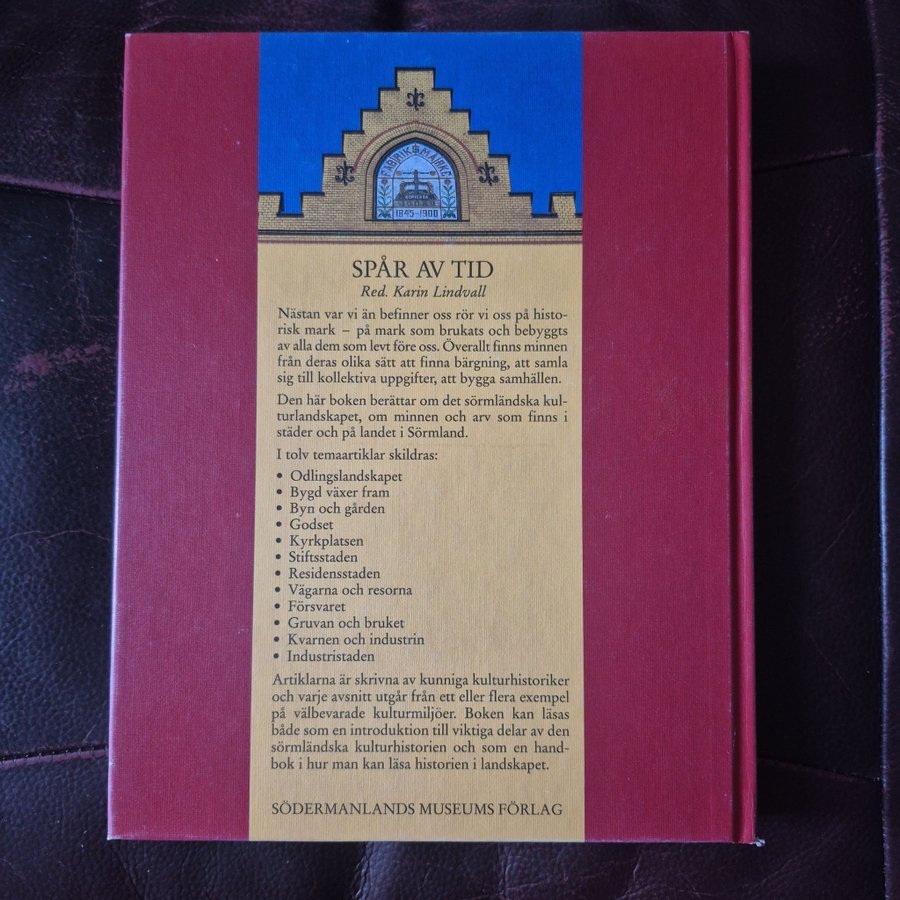 FABRIKSMÄRKE
1845-1900
SPÅR AV TID
Red. Karin Lindvall
Nästan var vi än befinner oss rör vi oss på histo-
risk mark – på mark som brukats och bebyggts
av alla dem som levt före oss. Överallt finns minnen
från deras olika sätt att finna bärgning, att samla
sig till kollektiva uppgifter, att bygga samhällen.
Den här boken berättar om det sörmländska kul-
turlandskapet, om minnen och arv som finns i
städer och på landet i Sörmland.
I tolv temaartiklar skildras:
• Odlingslandskapet
• Bygd växer fram
• Byn och gården
• Godset
• Kyrkplatsen
• Stiftsstaden
• Residensstaden
• Vägarna och resorna
• Försvaret
• Gruvan och bruket
• Kvarnen och industrin
• Industristaden
Artiklarna är skrivna av kunniga kulturhistoriker
och varje avsnitt utgår från ett eller flera exempel
på välbevarade kulturmiljöer. Boken kan läsas
både som en introduktion till viktiga delar av den
sörmländska kulturhistorien och som en hand-
bok i hur man kan läsa historien i landskapet.
SÖDERMANLANDS MUSEUMS FÖRLAG